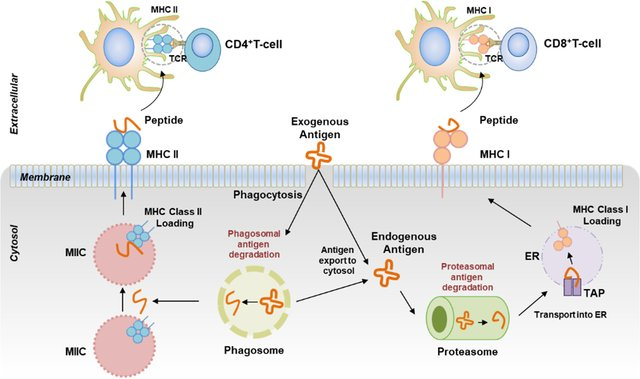 MHC II
CD4+T-cell
TCR
MHC I
CD8+T-cell
TCR
Extracellular
Peptide
Exogenous
Antigen
Peptide
MHC II
MHC I
Membrane
Phagocytosis
Cytosol
MHC Class II
Loading
MIIC
Phagosomal
antigen
degradation
Antigen
export to
cytosol
Endogenous
Antigen
MHC Class I
Loading
ER
TAP
Proteasomal
antigen
degradation
Transport into ER
MIIC
Phagosome
Proteasome